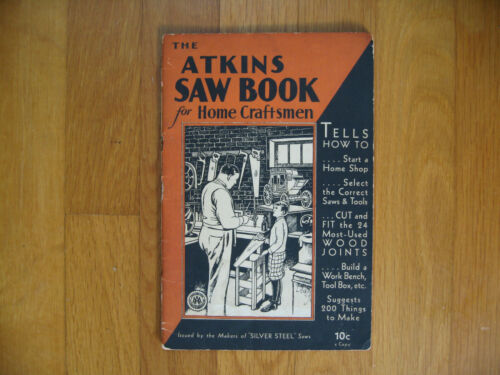 THE
ATKINS
SAW BOOK
for Home Craftsmen
TELLS
HOW TO
.... Start a
Home Shop
.... Select
the Correct
Saws & Tools
... CUT and
FIT the 24
Most-Used
WOOD
JOINTS
.... Build a
Work Bench,
Tool Box, etc.
Suggests
200 Things
to Make
Issued by the Makers of "SILVER STEEL" Saws
10c
a Copy